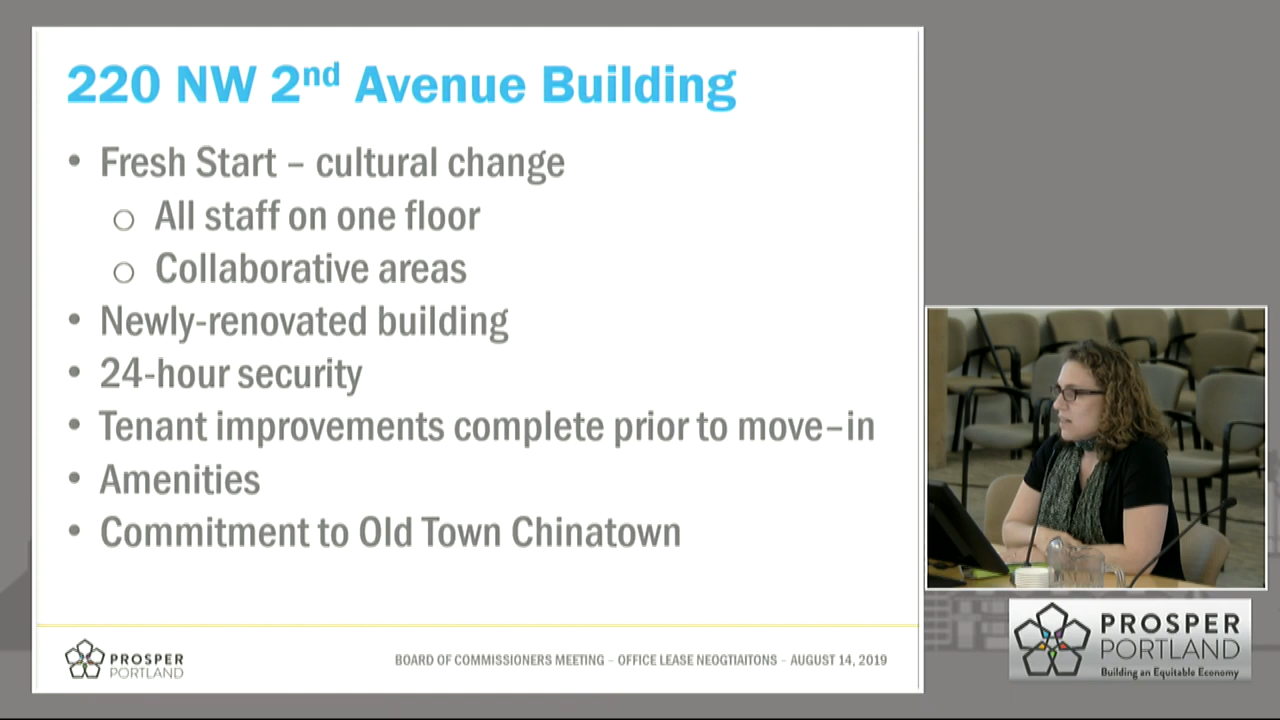 220 NW 2nd Avenue Building
• Fresh Start – cultural change
o All staff on one floor
o Collaborative areas
• Newly-renovated building
• 24-hour security
• Tenant improvements complete prior to move–in
• Amenities
• Commitment to Old Town Chinatown
PROSPER
PORTLAND
BOARD OF COMMISSIONERS MEETING – OFFICE LEASE NEOGTIAITONS – AUGUST 14, 2019
PROSPER
PORTLAND
Building an Equitable Economy